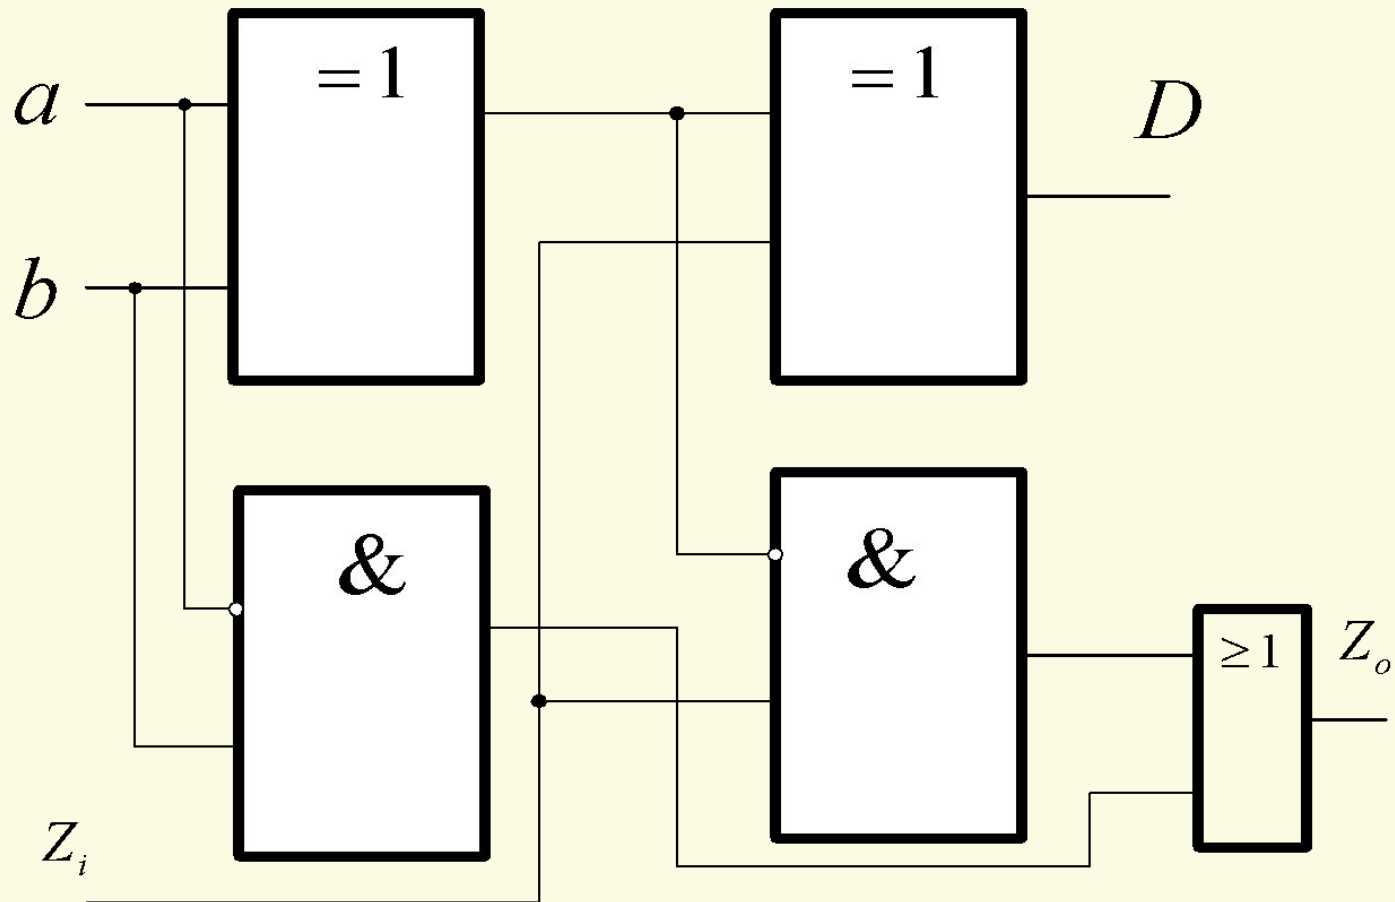 a
= 1
= 1
D
b
&
&
≥ 1
Z_o
Z_i